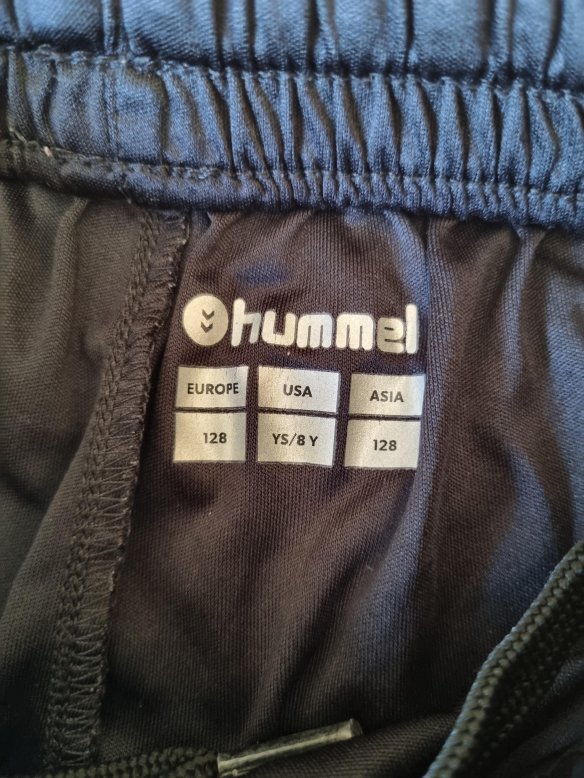 hummel
EUROPE USA ASIA
128 YS/8 Y 128